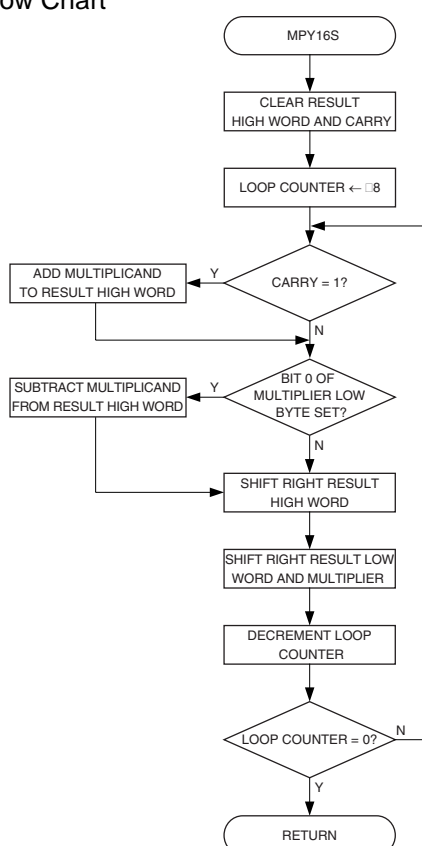 ow Chart
MPY16S
CLEAR RESULT
HIGH WORD AND CARRY
LOOP COUNTER ← □8
CARRY = 1?
Y
ADD MULTIPLICAND
TO RESULT HIGH WORD
N
BIT 0 OF
MULTIPLIER LOW
BYTE SET?
Y
SUBTRACT MULTIPLICAND
FROM RESULT HIGH WORD
N
SHIFT RIGHT RESULT
HIGH WORD
SHIFT RIGHT RESULT LOW
WORD AND MULTIPLIER
DECREMENT LOOP
COUNTER
LOOP COUNTER = 0?
N
Y
RETURN